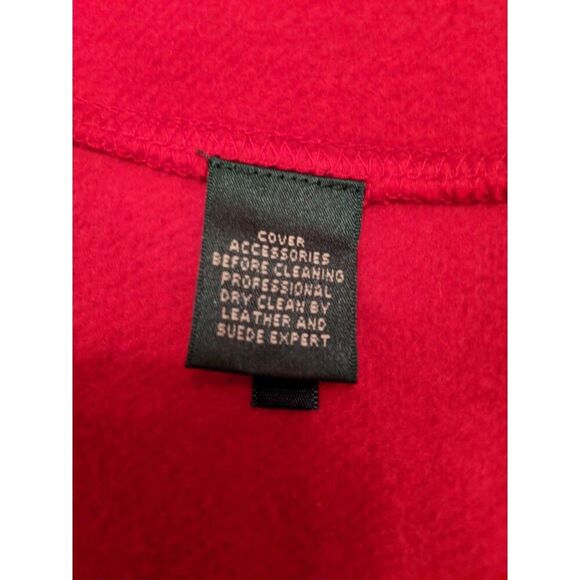 COVER
ACCESSORIES
BEFORE CLEANING
PROFESSIONAL
DRY CLEAN BY
LEATHER AND
SUEDE EXPERT